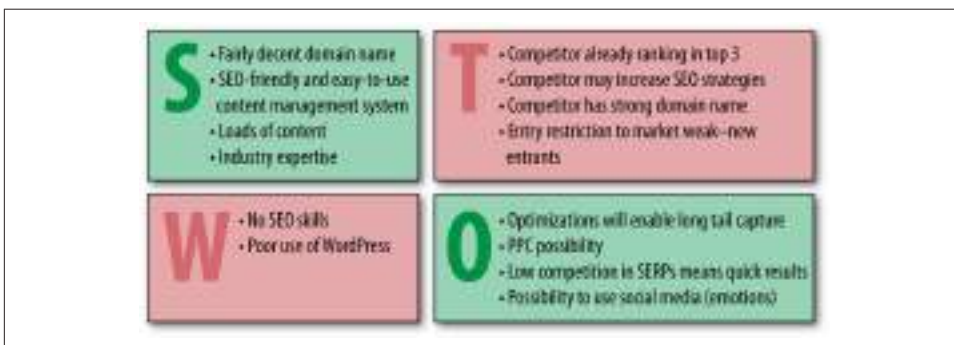 S
• Fairly decent domain name
• SEO-friendly and easy-to-use
content management system
• Loads of content
• Industry expertise
T
• Competitor already ranking in top 3
• Competitor may increase SEO strategies
• Competitor has strong domain name
• Entry restriction to market weak–new
entrants
W
• No SEO skills
• Poor use of WordPress
O
• Optimizations will enable long tail capture
• PPC possibility
• Low competition in SERPs means quick results
• Possibility to use social media (emotions)